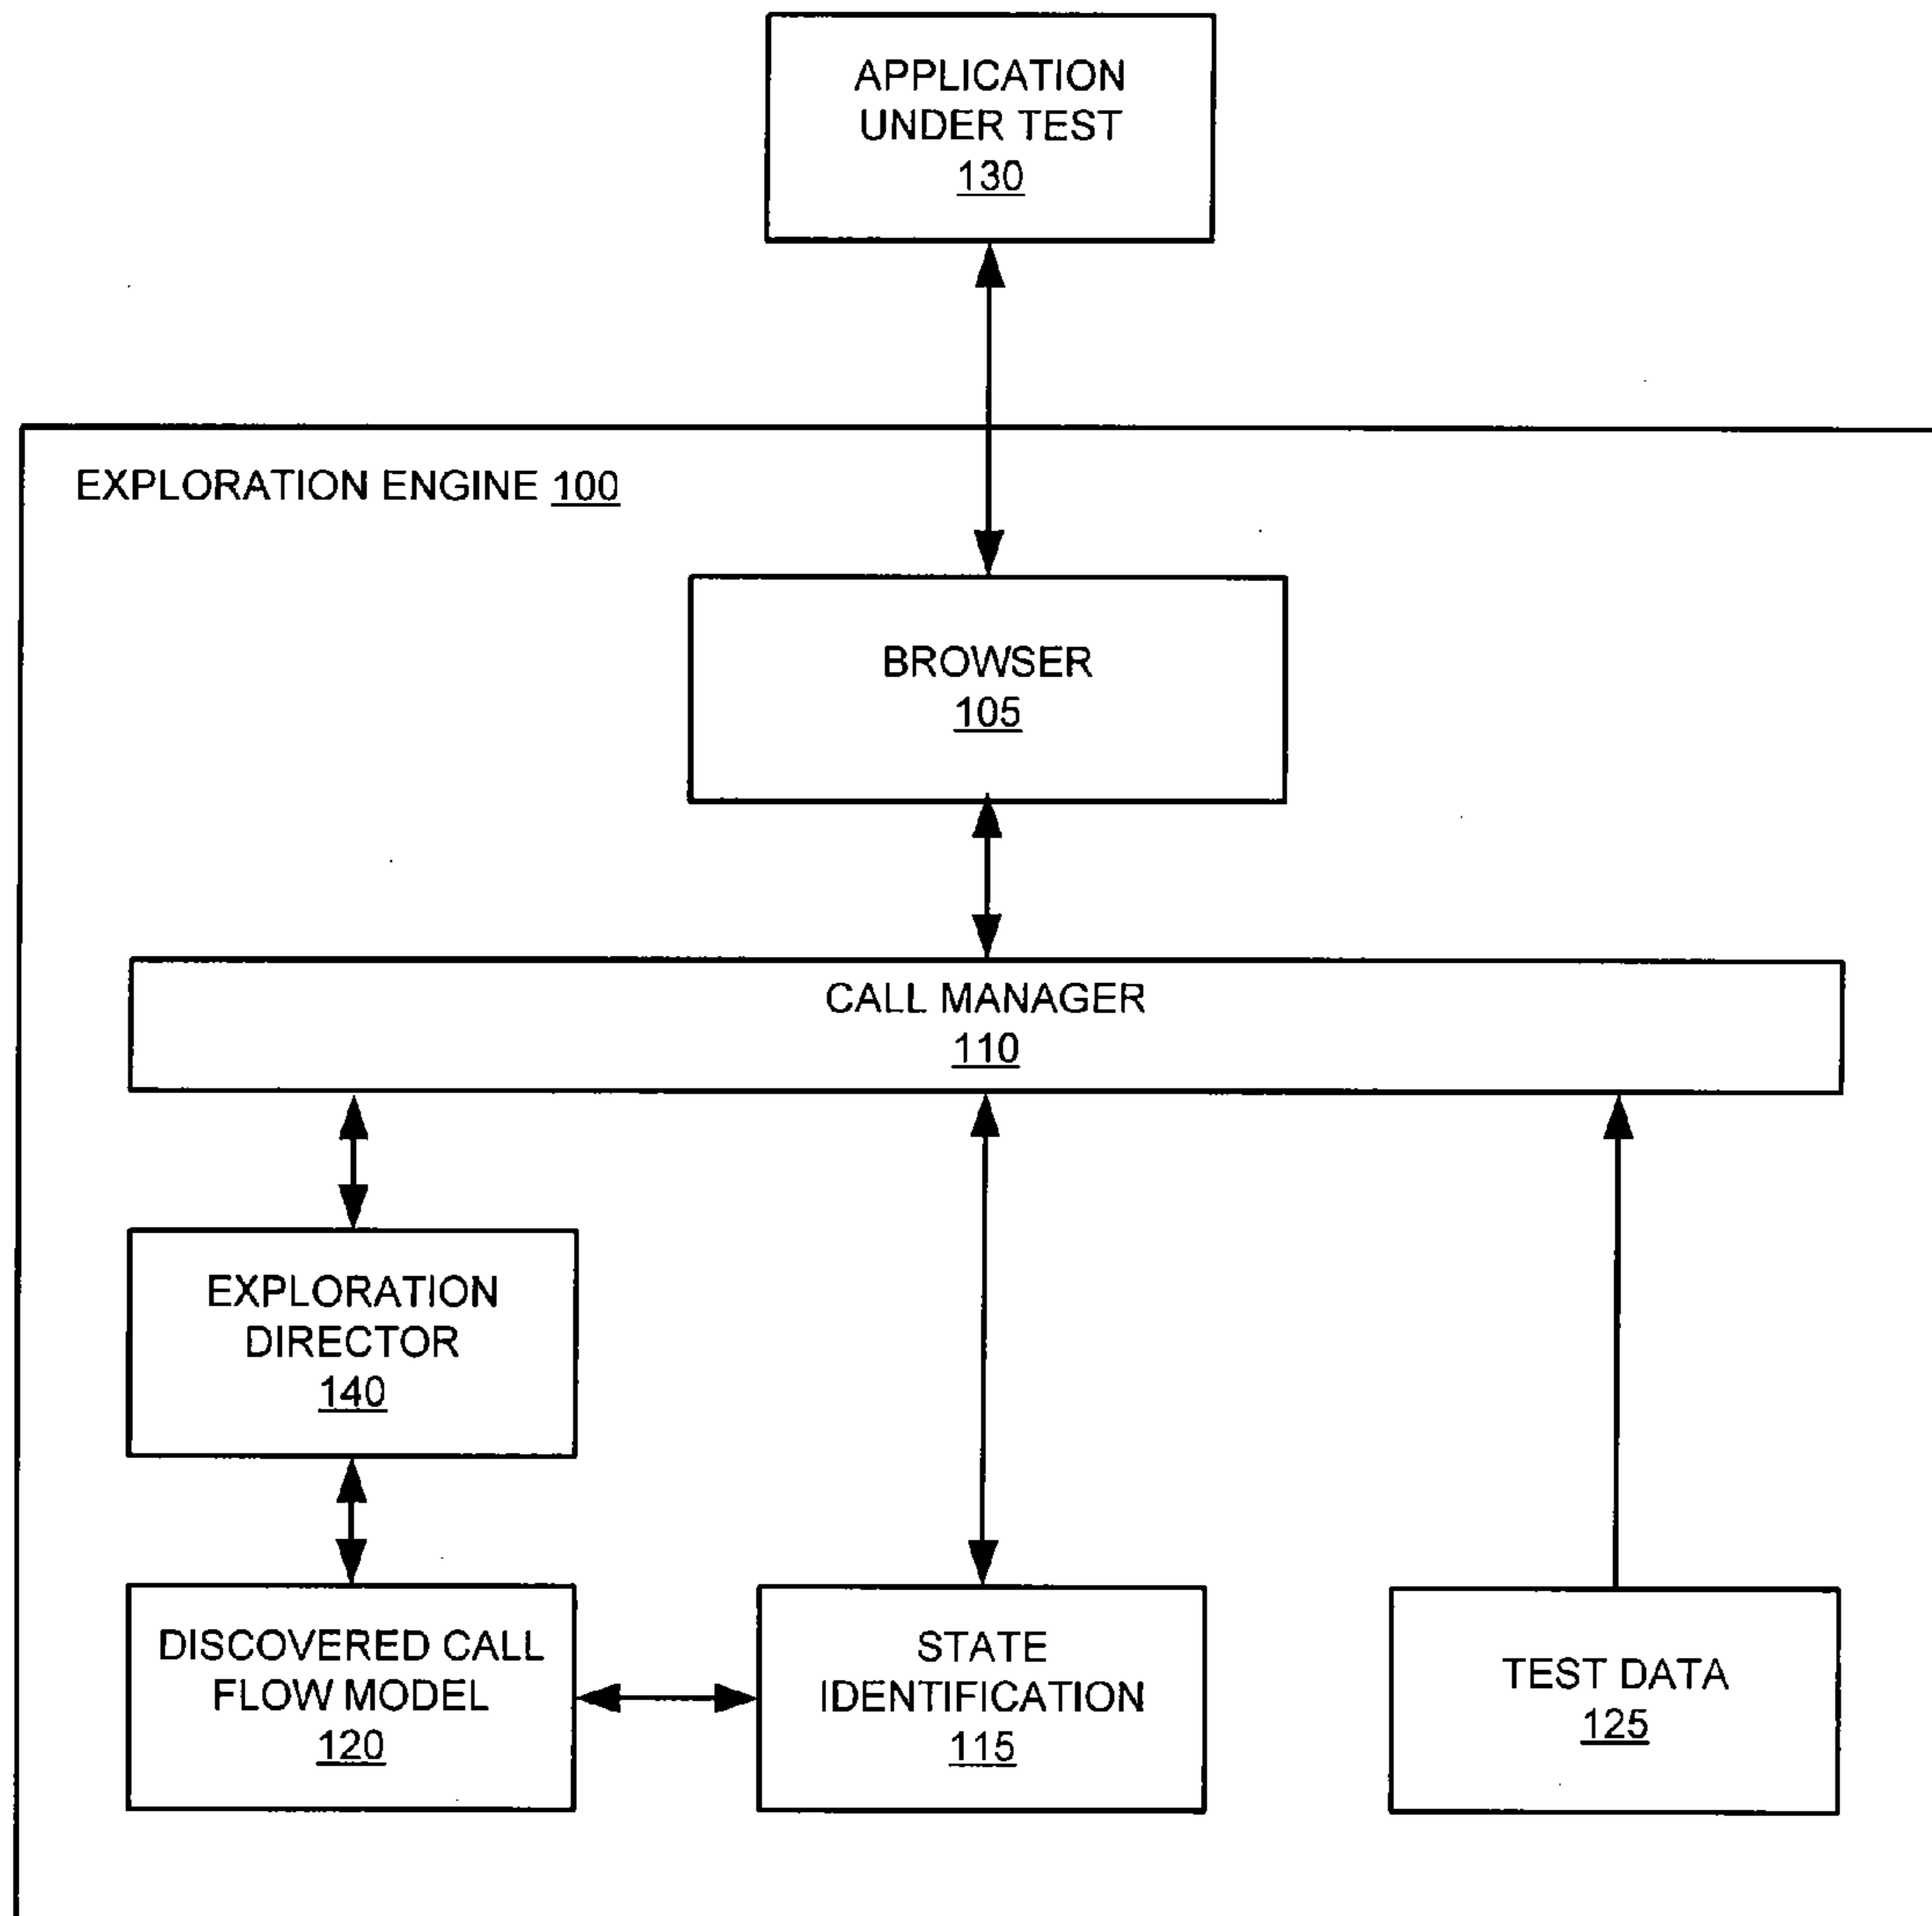 APPLICATION
UNDER TEST
130
EXPLORATION ENGINE 100
BROWSER
105
CALL MANAGER
110
EXPLORATION
DIRECTOR
140
DISCOVERED CALL
FLOW MODEL
120
STATE
IDENTIFICATION
115
TEST DATA
125